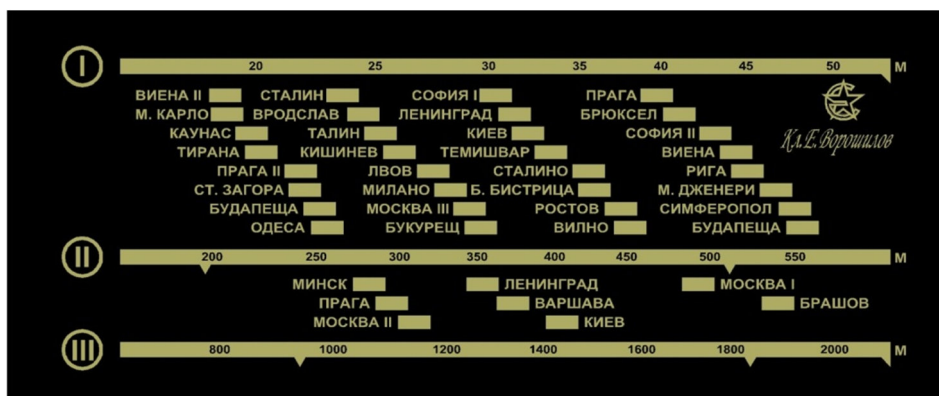 I 20 25 30 35 40 45 50 М
ВИЕНА II СТАЛИН СОФИЯ I ПРАГА
М. КАРЛО ВРОДСЛАВ ЛЕНИНГРАД БРЮКСЕЛ
КАУНАС ТАЛИН КИЕВ СОФИЯ II
ТИРАНА КИШИНЕВ ТЕМИШВАР ВИЕНА
ПРАГА II ЛВОВ СТАЛИНО РИГА
СТ. ЗАГОРА МИЛАНО Б. БИСТРИЦА М. ДЖЕНЕРИ
БУДАПЕЩА МОСКВА III РОСТОВ СИМФЕРОПОЛ
ОДЕСА БУКУРЕЩ ВИЛНО БУДАПЕЩА
Кл.Е.Ворошилов
II 200 250 300 350 400 450 500 550 М
МИНСК ЛЕНИНГРАД МОСКВА I
ПРАГА ВАРШАВА БРАШОВ
МОСКВА II КИЕВ
III 800 1000 1200 1400 1600 1800 2000 М